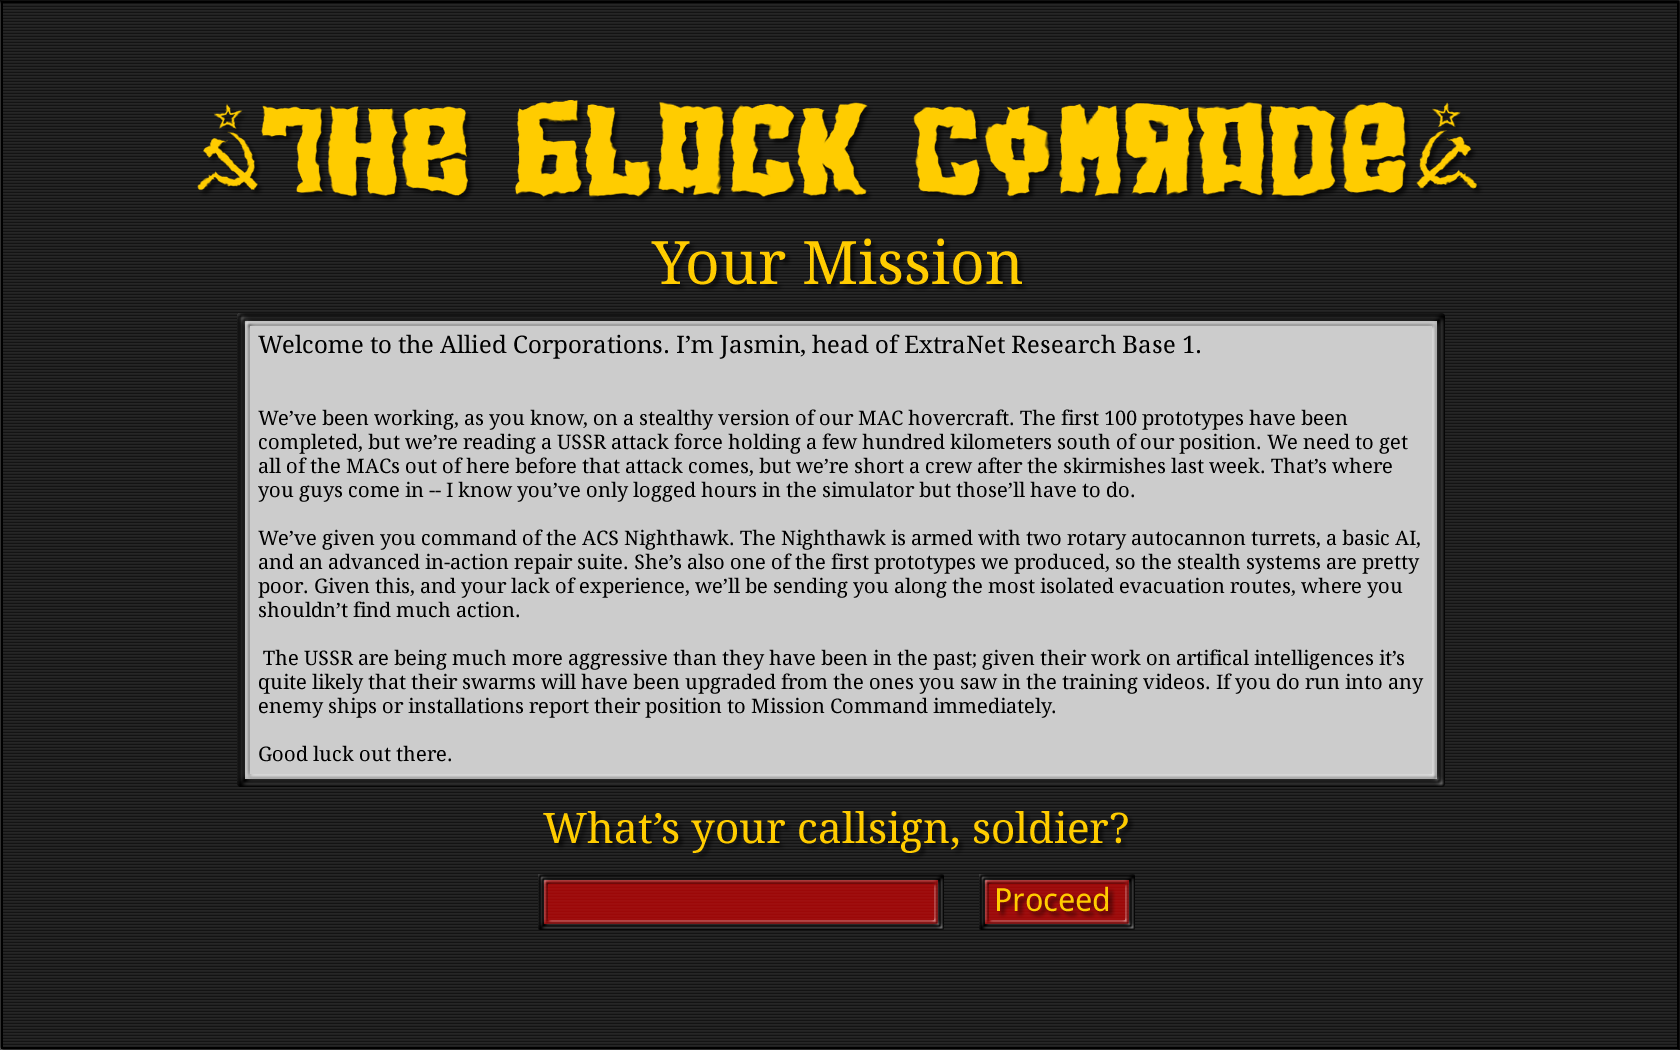 THE BLACK COMRADE
Your Mission
Welcome to the Allied Corporations. I’m Jasmin, head of ExtraNet Research Base 1.
We’ve been working, as you know, on a stealthy version of our MAC hovercraft. The first 100 prototypes have been
completed, but we’re reading a USSR attack force holding a few hundred kilometers south of our position. We need to get
all of the MACs out of here before that attack comes, but we’re short a crew after the skirmishes last week. That’s where
you guys come in -- I know you’ve only logged hours in the simulator but those’ll have to do.
We’ve given you command of the ACS Nighthawk. The Nighthawk is armed with two rotary autocannon turrets, a basic AI,
and an advanced in-action repair suite. She’s also one of the first prototypes we produced, so the stealth systems are pretty
poor. Given this, and your lack of experience, we’ll be sending you along the most isolated evacuation routes, where you
shouldn’t find much action.
The USSR are being much more aggressive than they have been in the past; given their work on artifical intelligences it’s
quite likely that their swarms will have been upgraded from the ones you saw in the training videos. If you do run into any
enemy ships or installations report their position to Mission Command immediately.
Good luck out there.
What’s your callsign, soldier?
Proceed